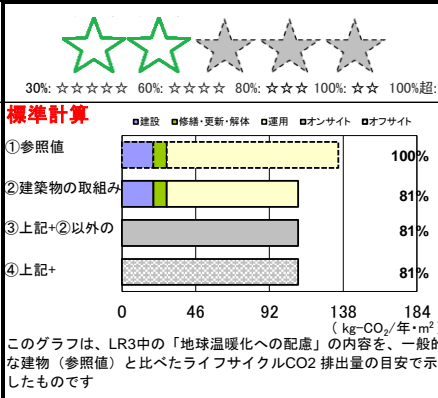 30%: ☆☆☆☆☆ 60%: ☆☆☆☆ 80%: ☆☆☆ 100%: ☆☆ 100%超:
標準計算
■建設 ■修繕・更新・解体 ■運用 ■オンサイト ■オフサイト
①参照値 100%
②建築物の取組み 81%
③上記+②以外の 81%
④上記+ 81%
0 46 92 138 184
( kg-CO₂/年・m²)
このグラフは、LR3中の「地球温暖化への配慮」の内容を、一般的
な建物（参照値）と比べたライフサイクルCO2 排出量の目安で示
したものです